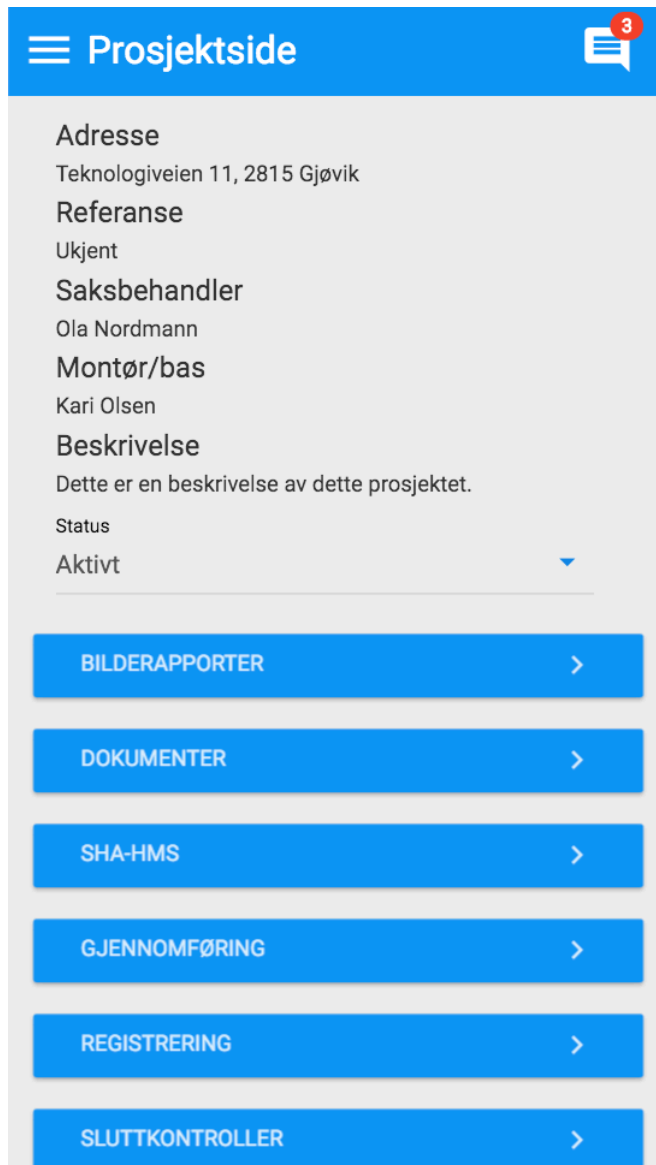 Prosjektside
3
Adresse
Teknologiveien 11, 2815 Gjøvik
Referanse
Ukjent
Saksbehandler
Ola Nordmann
Montør/bas
Kari Olsen
Beskrivelse
Dette er en beskrivelse av dette prosjektet.
Status
Aktivt
BILDERAPPORTER
DOKUMENTER
SHA-HMS
GJENNOMFØRING
REGISTRERING
SLUTTKONTROLLER